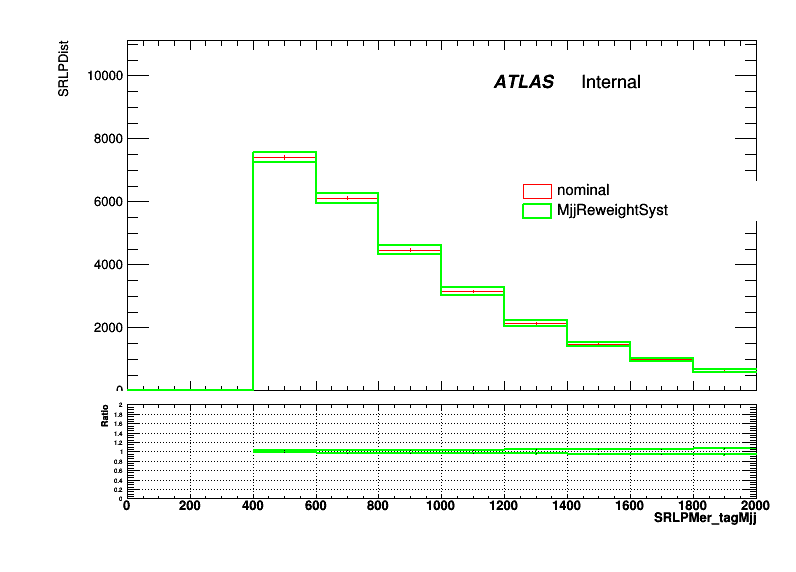 SRLPDist
ATLAS Internal
10000
8000
6000
4000
2000
0
nominal
MjjReweightSyst
Ratio
2
1.8
1.6
1.4
1.2
1
0.8
0.6
0.4
0.2
0
0 200 400 600 800 1000 1200 1400 1600 1800 2000
SRLPMer_tagMjj